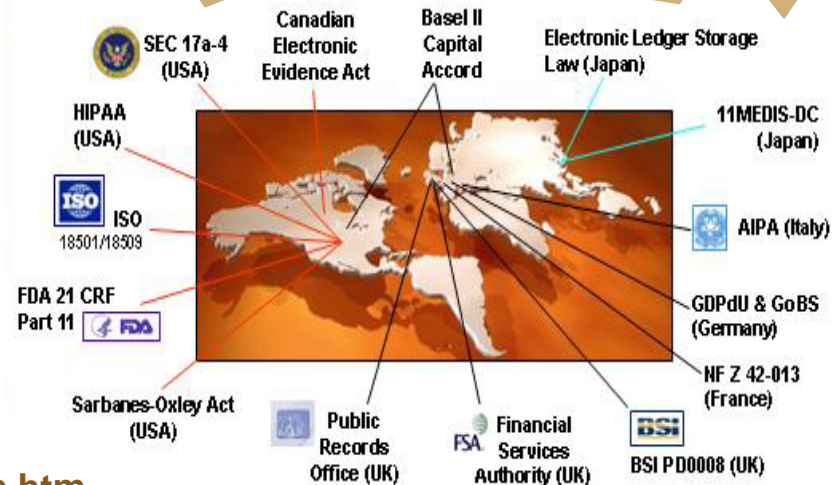 SEC 17a-4
(USA)
Canadian
Electronic
Evidence Act
Basel II
Capital
Accord
Electronic Ledger Storage
Law (Japan)
HIPAA
(USA)
11MEDIS-DC
(Japan)
ISO
ISO
18501/18509
AIPA (Italy)
FDA 21 CRF
Part 11
FDA
GDPdU & GoBS
(Germany)
NF Z 42-013
(France)
Sarbanes-Oxley Act
(USA)
Public
Records
Office (UK)
FSA
Financial
Services
Authority (UK)
BSI
BSI PD0008 (UK)